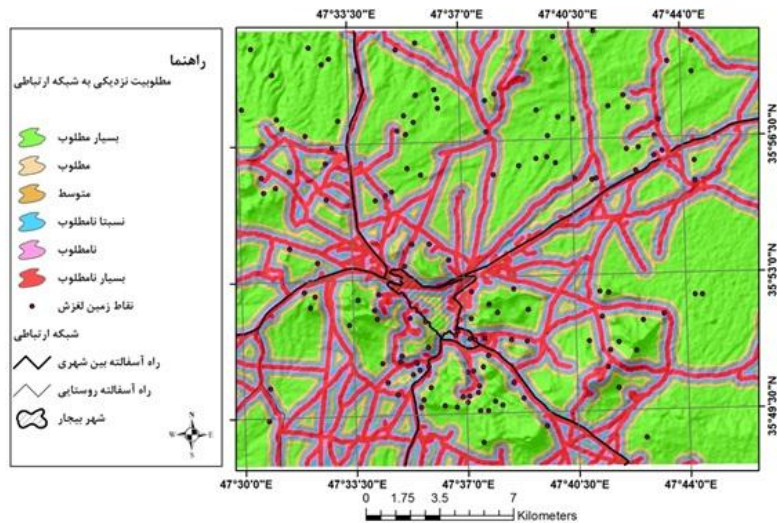 47°33'30"E 47°37'0"E 47°40'30"E 47°44'0"E
راهنما
مطلوبیت نزدیکی به شبکه ارتباطی
بسیار مطلوب
مطلوب
متوسط
نسبتا نامطلوب
نامطلوب
بسیار نامطلوب
نقاط زمین لغزش
شبکه ارتباطی
راه آسفالته بین شهری
راه آسفالته روستایی
شهر بیجار
N
W E
S
35°56'30"N
35°53'0"N
35°49'30"N
47°30'0"E 47°33'30"E 47°37'0"E 47°40'30"E 47°44'0"E
0 1.75 3.5 7
Kilometers